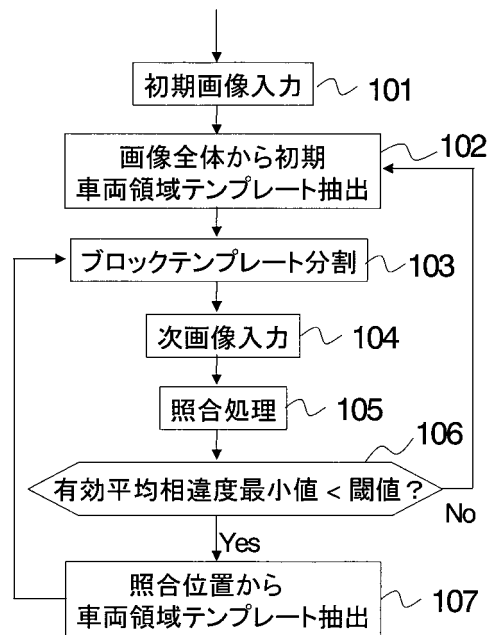 初期画像入力 101
画像全体から初期
車両領域テンプレート抽出
102
ブロックテンプレート分割 103
次画像入力 104
照合処理 105
106
有効平均相違度最小値 < 閾値？
No
Yes
照合位置から
車両領域テンプレート抽出
107